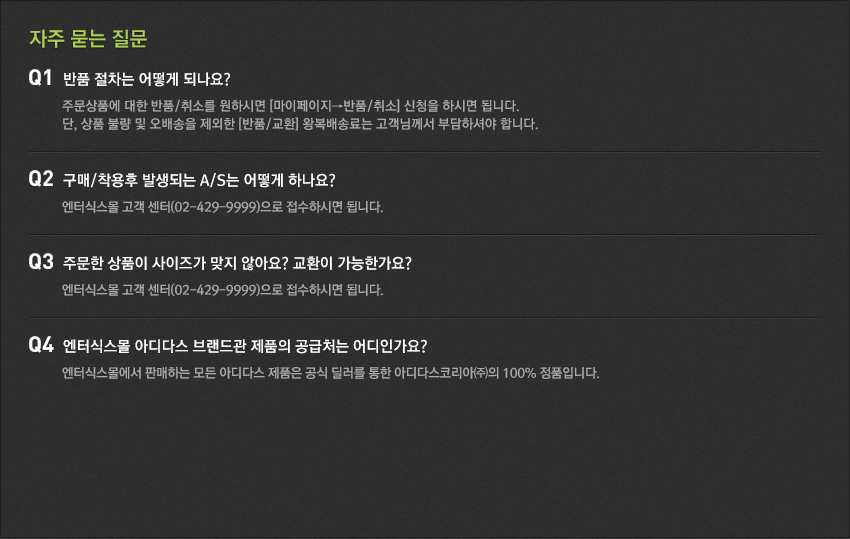 자주 묻는 질문
Q1 반품 절차는 어떻게 되나요?
주문상품에 대한 반품/취소를 원하시면 [마이페이지→반품/취소] 신청을 하시면 됩니다.
단, 상품 불량 및 오배송을 제외한 [반품/교환] 왕복배송료는 고객님께서 부담하셔야 합니다.
Q2 구매/착용후 발생되는 A/S는 어떻게 하나요?
엔터식스몰 고객 센터(02-429-9999)으로 접수하시면 됩니다.
Q3 주문한 상품이 사이즈가 맞지 않아요? 교환이 가능한가요?
엔터식스몰 고객 센터(02-429-9999)으로 접수하시면 됩니다.
Q4 엔터식스몰 아디다스 브랜드관 제품의 공급처는 어디인가요?
엔터식스몰에서 판매하는 모든 아디다스 제품은 공식 딜러를 통한 아디다스코리아㈜의 100% 정품입니다.